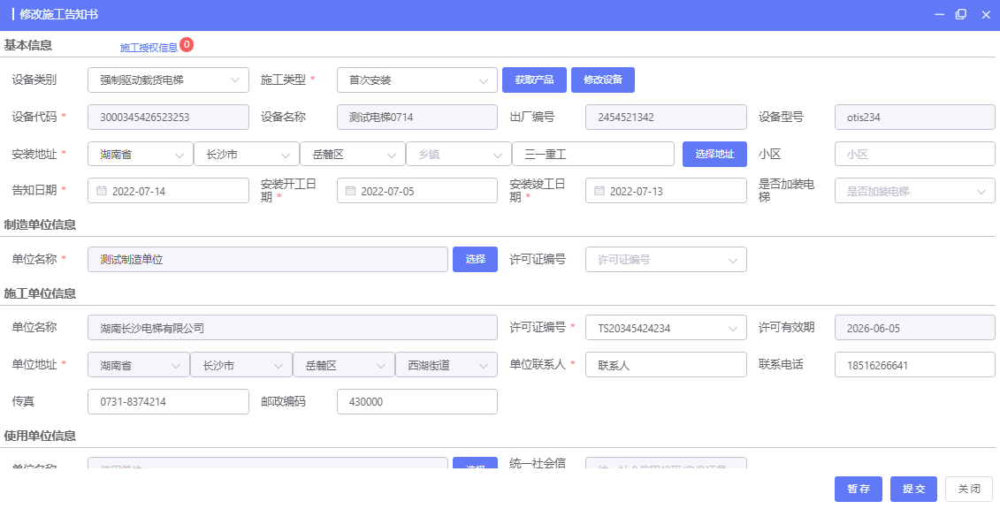 修改施工告知书
基本信息 施工授权信息 0
设备类别 强制驱动载货电梯 施工类型 * 首次安装 获取产品 修改设备
设备代码 * 3000345426523253 设备名称 测试电梯0714 出厂编号 2454521342 设备型号 otis234
安装地址 * 湖南省 长沙市 岳麓区 乡镇 三一重工 选择地址 小区 小区
告知日期 * 2022-07-14 安装开工日期 * 2022-07-05 安装竣工日期 * 2022-07-13 是否加装电梯 是否加装电梯
制造单位信息
单位名称 * 测试制造单位 选择 许可证编号 许可证编号
施工单位信息
单位名称 湖南长沙电梯有限公司 许可证编号 * TS20345424234 许可有效期 2026-06-05
单位地址 * 湖南省 长沙市 岳麓区 西湖街道 单位联系人 * 联系人 联系电话 18516266641
传真 0731-8374214 邮政编码 430000
使用单位信息
单位名称 使用单位 选择 统一社会信
暂存 提交 关闭